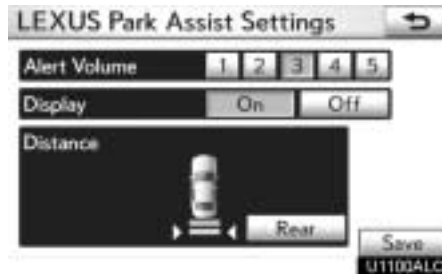 LEXUS Park Assist Settings
Alert Volume 1 2 3 4 5
Display On Off
Distance
Rear
Save
U1100ALC